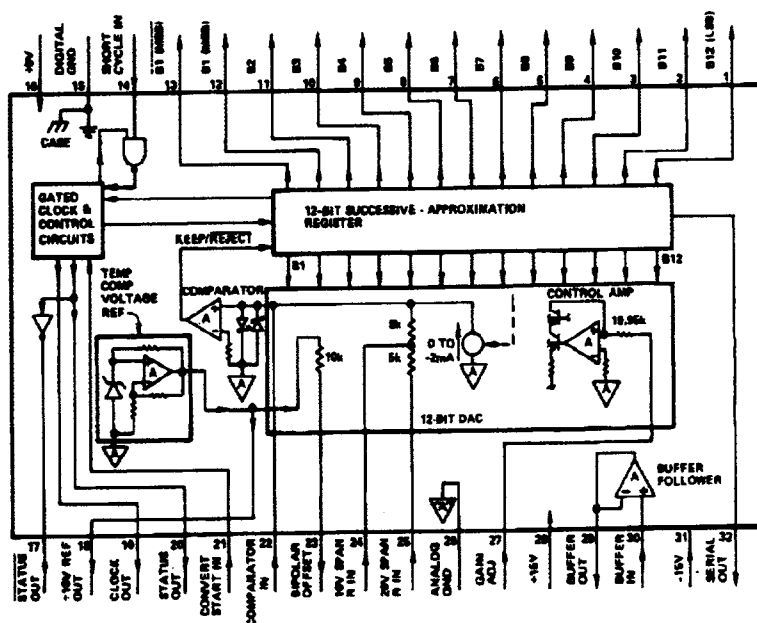 +5V
DIGITAL GND
SHORT CYCLE IN
B1 (MSB)
B1 (MSB)
B2
B3
B4
B5
B6
B7
B8
B9
B10
B11
B12 (LSB)
16
15
14
13
12
11
10
9
8
7
6
5
4
3
2
1
CASE
GATED
CLOCK &
CONTROL
CIRCUITS
12-BIT SUCCESSIVE - APPROXIMATION
REGISTER
KEEP/REJECT
B1
B12
TEMP
COMP
VOLTAGE
REF
COMPARATOR
A
A
CONTROL AMP
5k
5k
10k
0 TO
-2mA
A
A
A
19.95k
12-BIT DAC
A
A
BUFFER
FOLLOWER
A
- +
17
18
19
20
21
22
23
24
25
26
27
28
29
30
31
32
STATUS OUT
+10V REF OUT
CLOCK OUT
STATUS OUT
CONVERT START IN
COMPARATOR IN
BIPOLAR OFFSET
10V SPAN R IN
20V SPAN R IN
ANALOG GND
GAIN ADJ
+15V
BUFFER OUT
BUFFER IN
-15V
SERIAL OUT